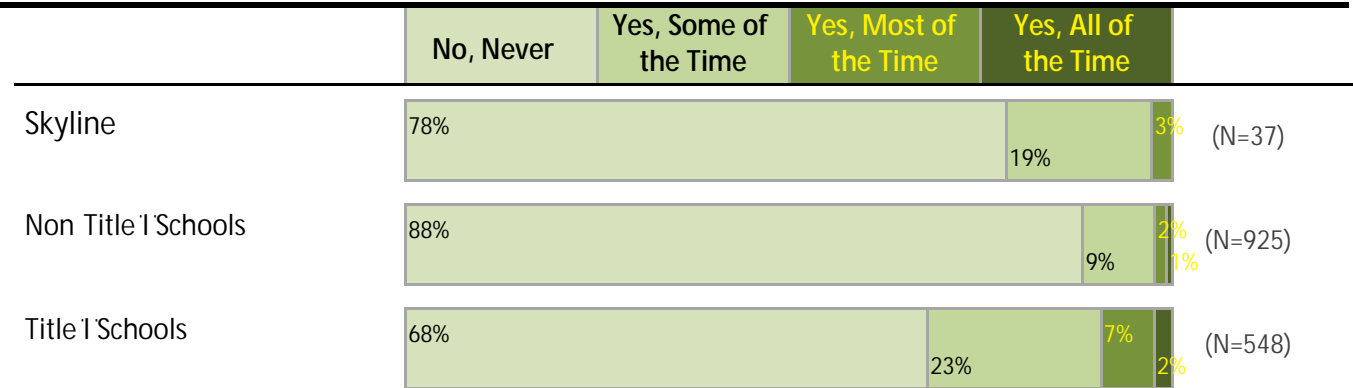 No, Never
Yes, Some of
the Time
Yes, Most of
the Time
Yes, All of
the Time
Skyline
78%
19%
3%
(N=37)
Non Title I Schools
88%
9%
2%
1%
(N=925)
Title I Schools
68%
23%
7%
2%
(N=548)